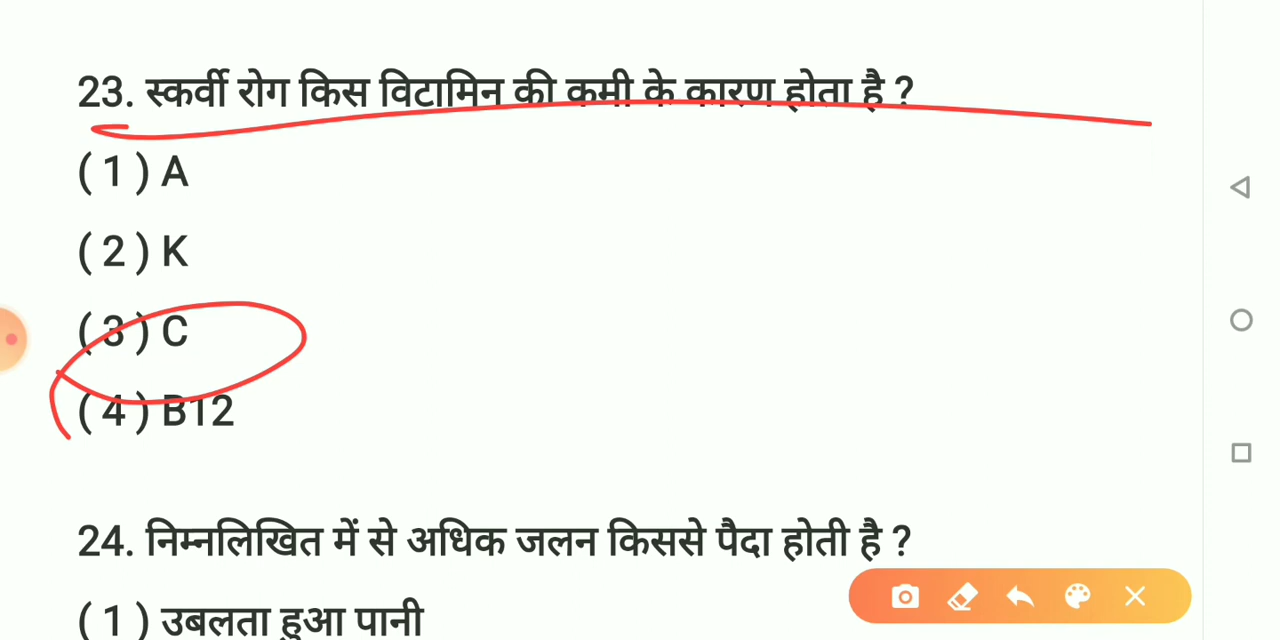 23. स्कर्वी रोग किस विटामिन की कमी के कारण होता है ?
( 1 ) A
( 2 ) K
( 3 ) C
( 4 ) B12
24. निम्नलिखित में से अधिक जलन किससे पैदा होती है ?
( 1 ) उबलता हुआ पानी